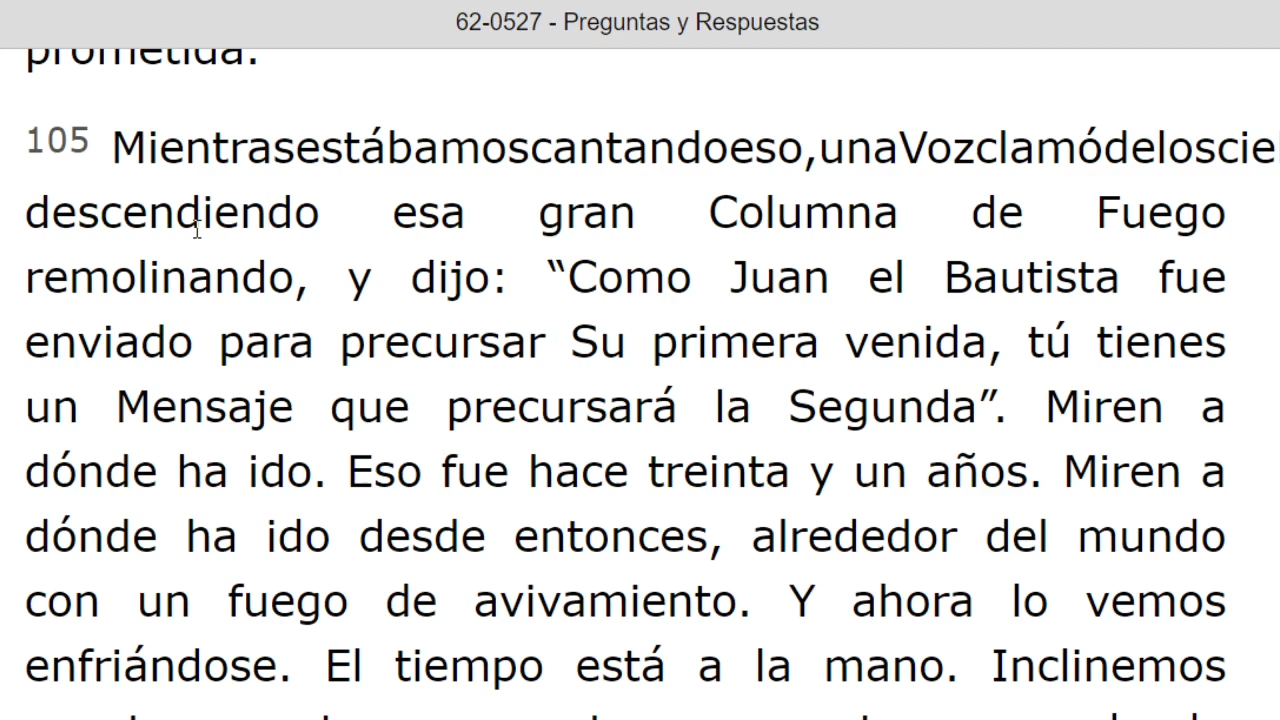 62-0527 - Preguntas y Respuestas
prometida.
105 Mientrasestábamoscantandoeso,unaVozclamódelosciel
descendiendo esa gran Columna de Fuego
remolinando, y dijo: “Como Juan el Bautista fue
enviado para precursar Su primera venida, tú tienes
un Mensaje que precursará la Segunda”. Miren a
dónde ha ido. Eso fue hace treinta y un años. Miren a
dónde ha ido desde entonces, alrededor del mundo
con un fuego de avivamiento. Y ahora lo vemos
enfriándose. El tiempo está a la mano. Inclinemos